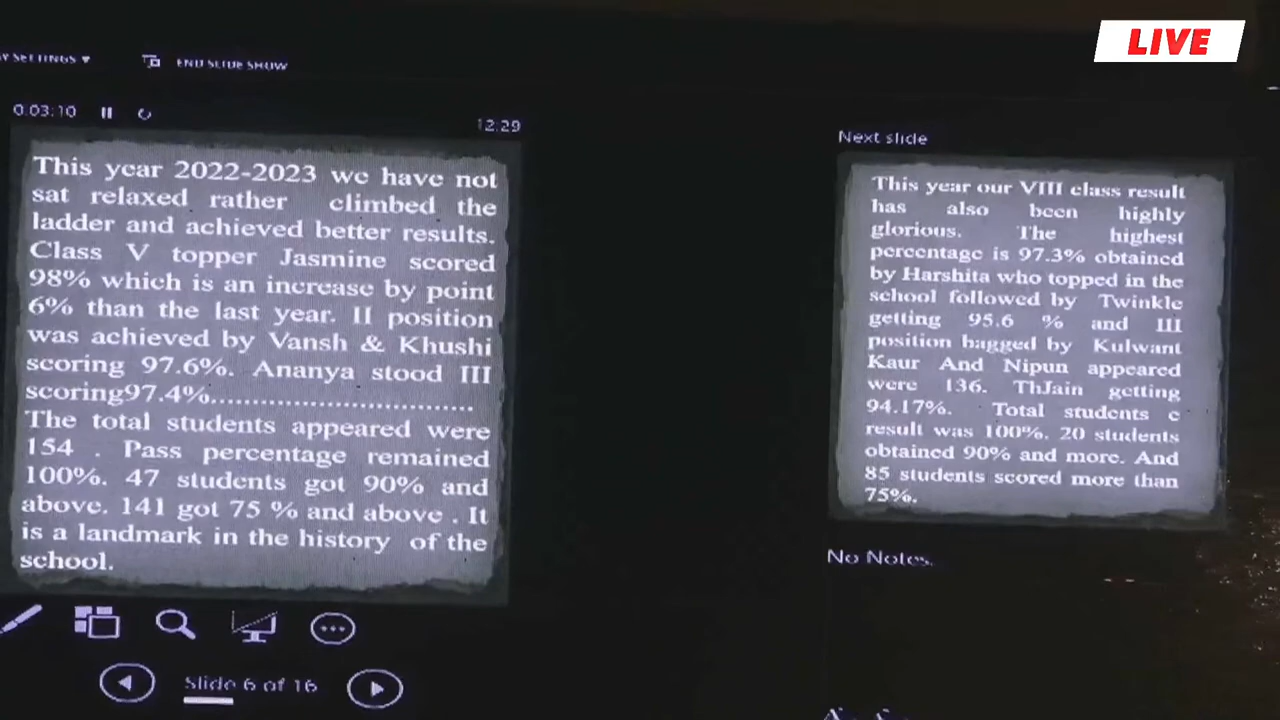 LIVE
Y SETTINGS ▾
END SLIDE SHOW
0:03:10
12:29
This year 2022-2023 we have not
sat relaxed rather climbed the
ladder and achieved better results.
Class V topper Jasmine scored
98% which is an increase by point
6% than the last year. II position
was achieved by Vansh & Khushi
scoring 97.6%. Ananya stood III
scoring97.4%..............................
The total students appeared were
154 . Pass percentage remained
100%. 47 students got 90% and
above. 141 got 75 % and above . It
is a landmark in the history of the
school.
Slide 6 of 16
Next slide
This year our VIII class result
has also been highly
glorious. The highest
percentage is 97.3% obtained
by Harshita who topped in the
school followed by Twinkle
getting 95.6 % and III
position bagged by Kulwant
Kaur And Nipun appeared
were 136. ThJain getting
94.17%. Total students e
result was 100%. 20 students
obtained 90% and more. And
85 students scored more than
75%.
No Notes.